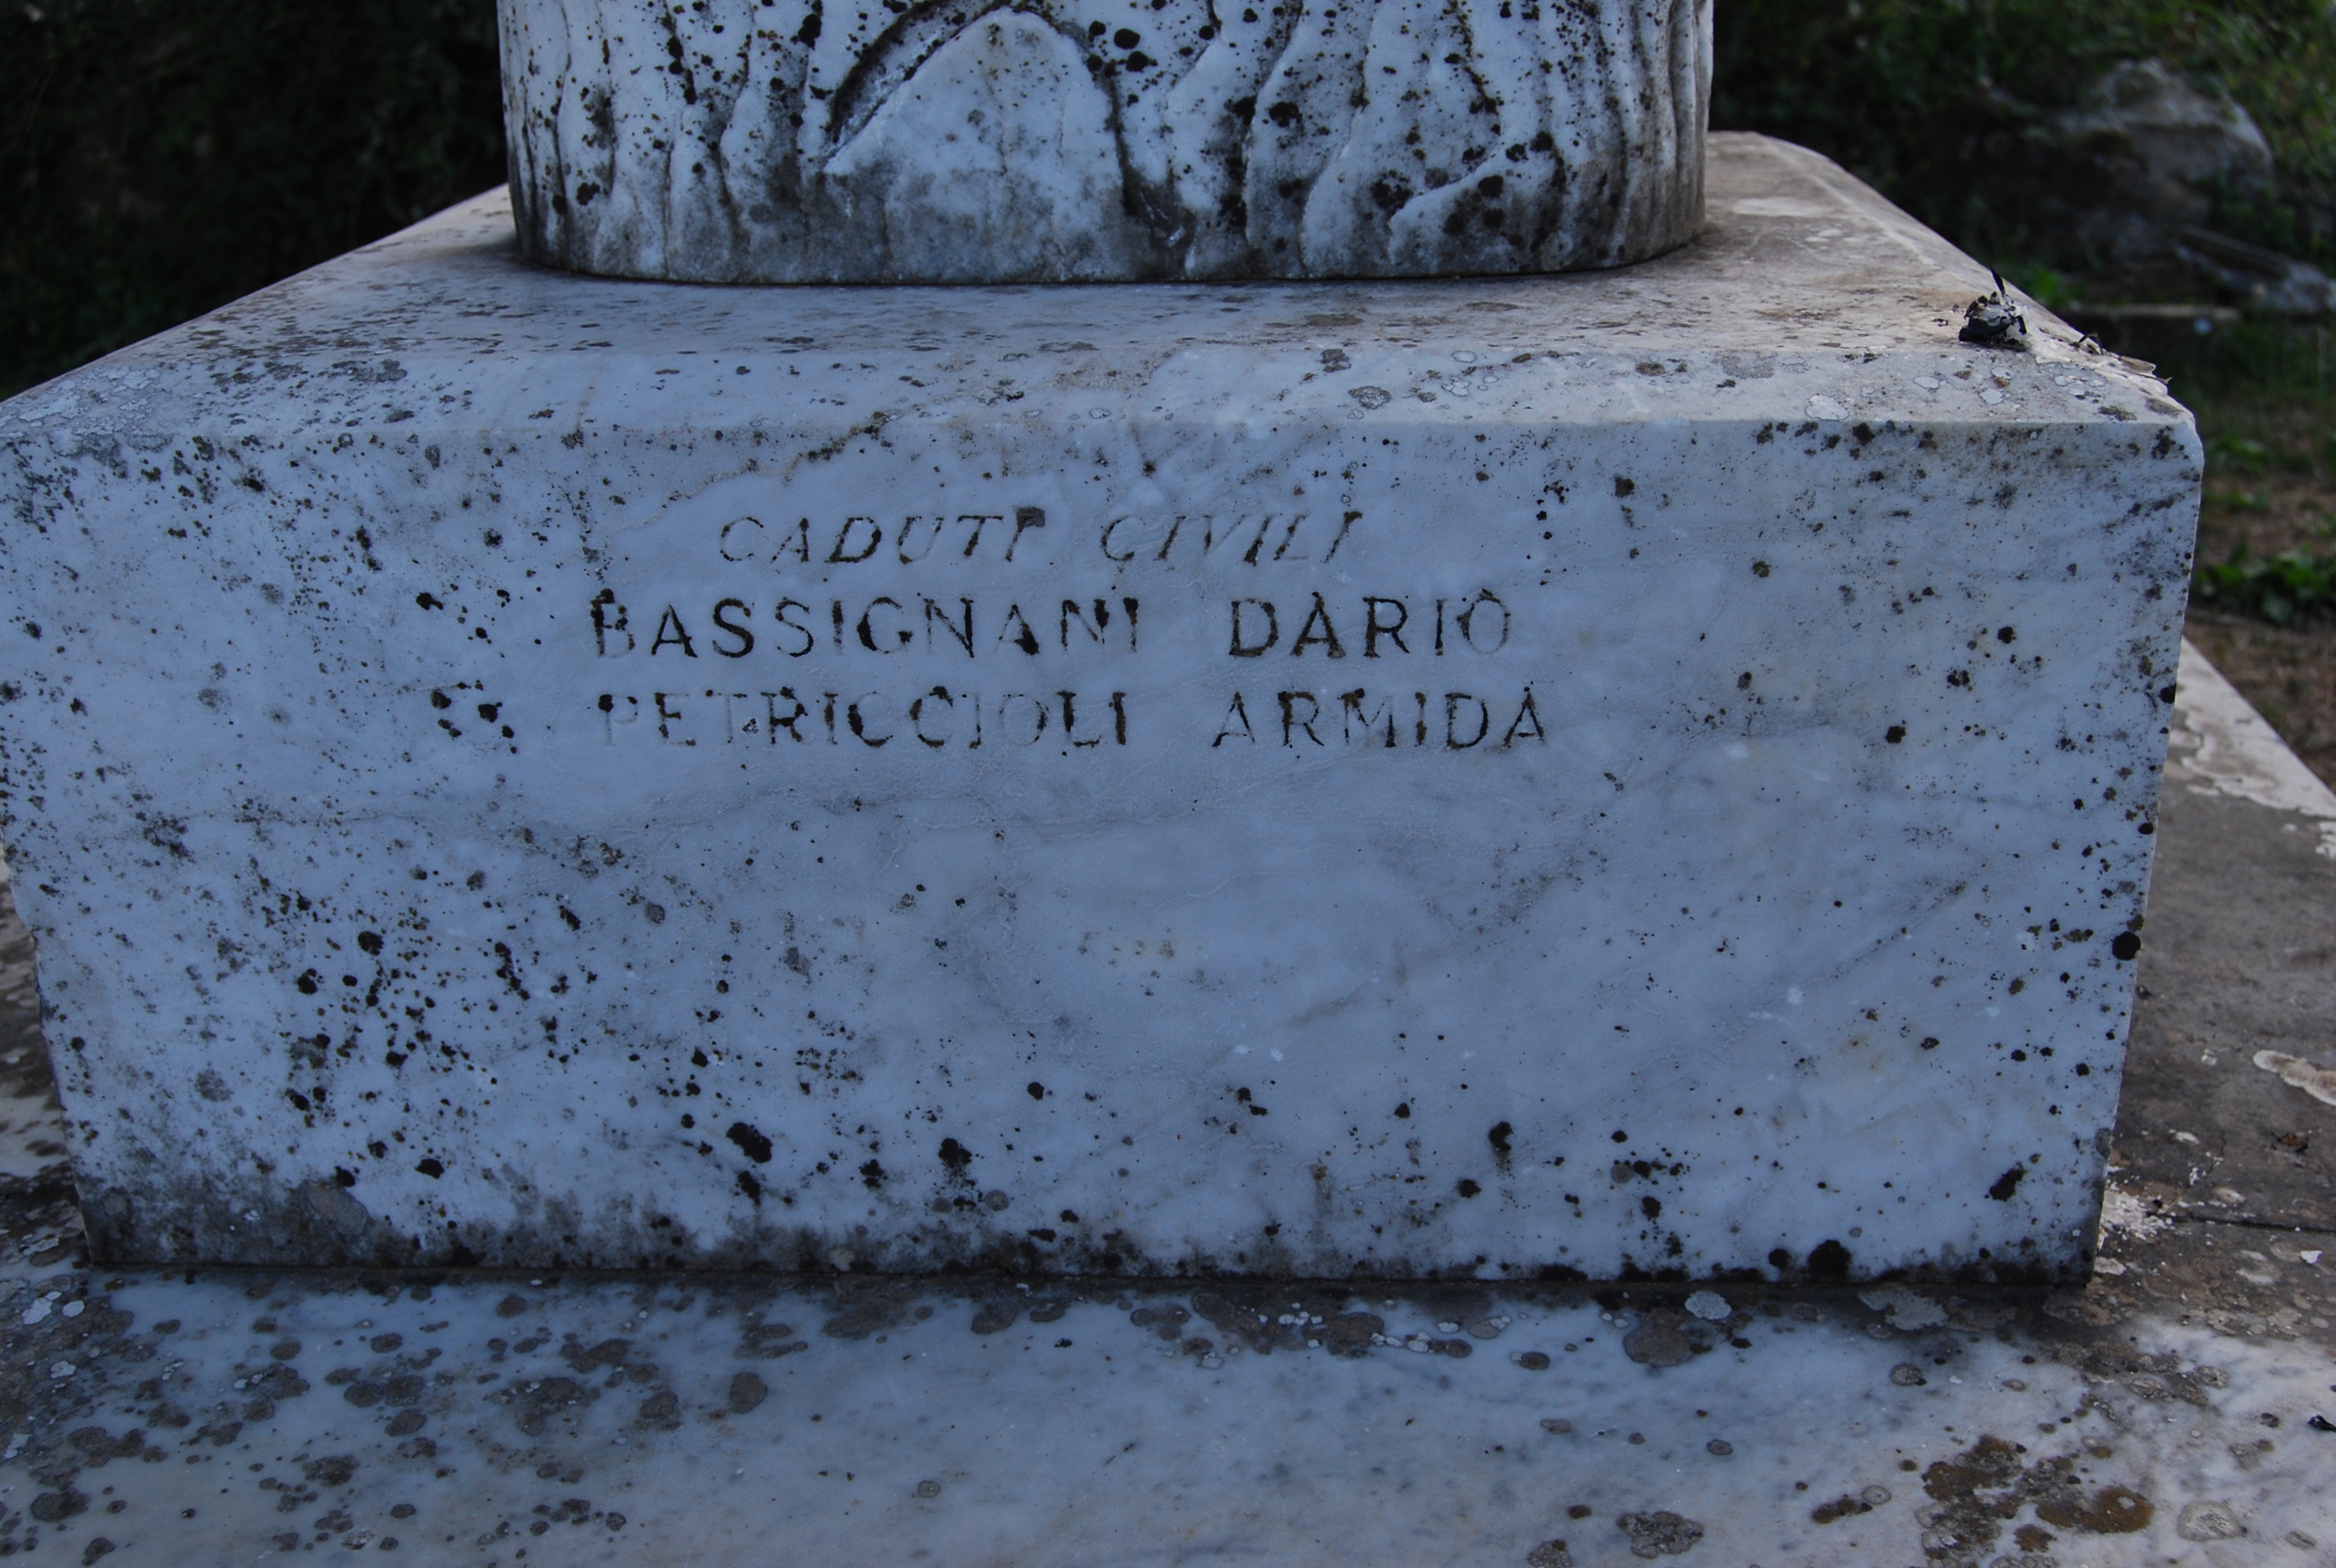 CADUTI CIVILI
BASSIGNANI DARIO
PETRICCIOLI ARMIDA